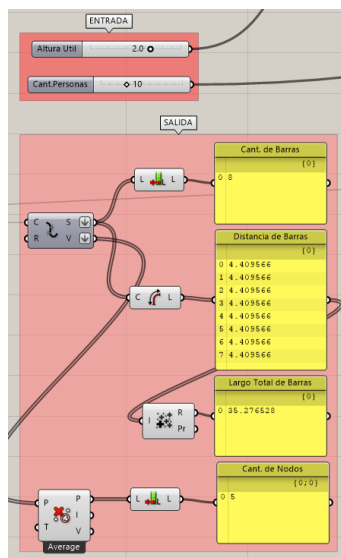 ENTRADA
Altura Util 2.0
Cant.Personas 10
SALIDA
Cant. de Barras
{0}
0 8
L L
C S
R V
Distancia de Barras
{0}
0 4.409566
1 4.409566
2 4.409566
3 4.409566
4 4.409566
5 4.409566
6 4.409566
7 4.409566
C L
Largo Total de Barras
{0}
0 35.276528
I R
Pr
Cant. de Nodos
{0;0}
0 5
P P
I
T V
L L
Average